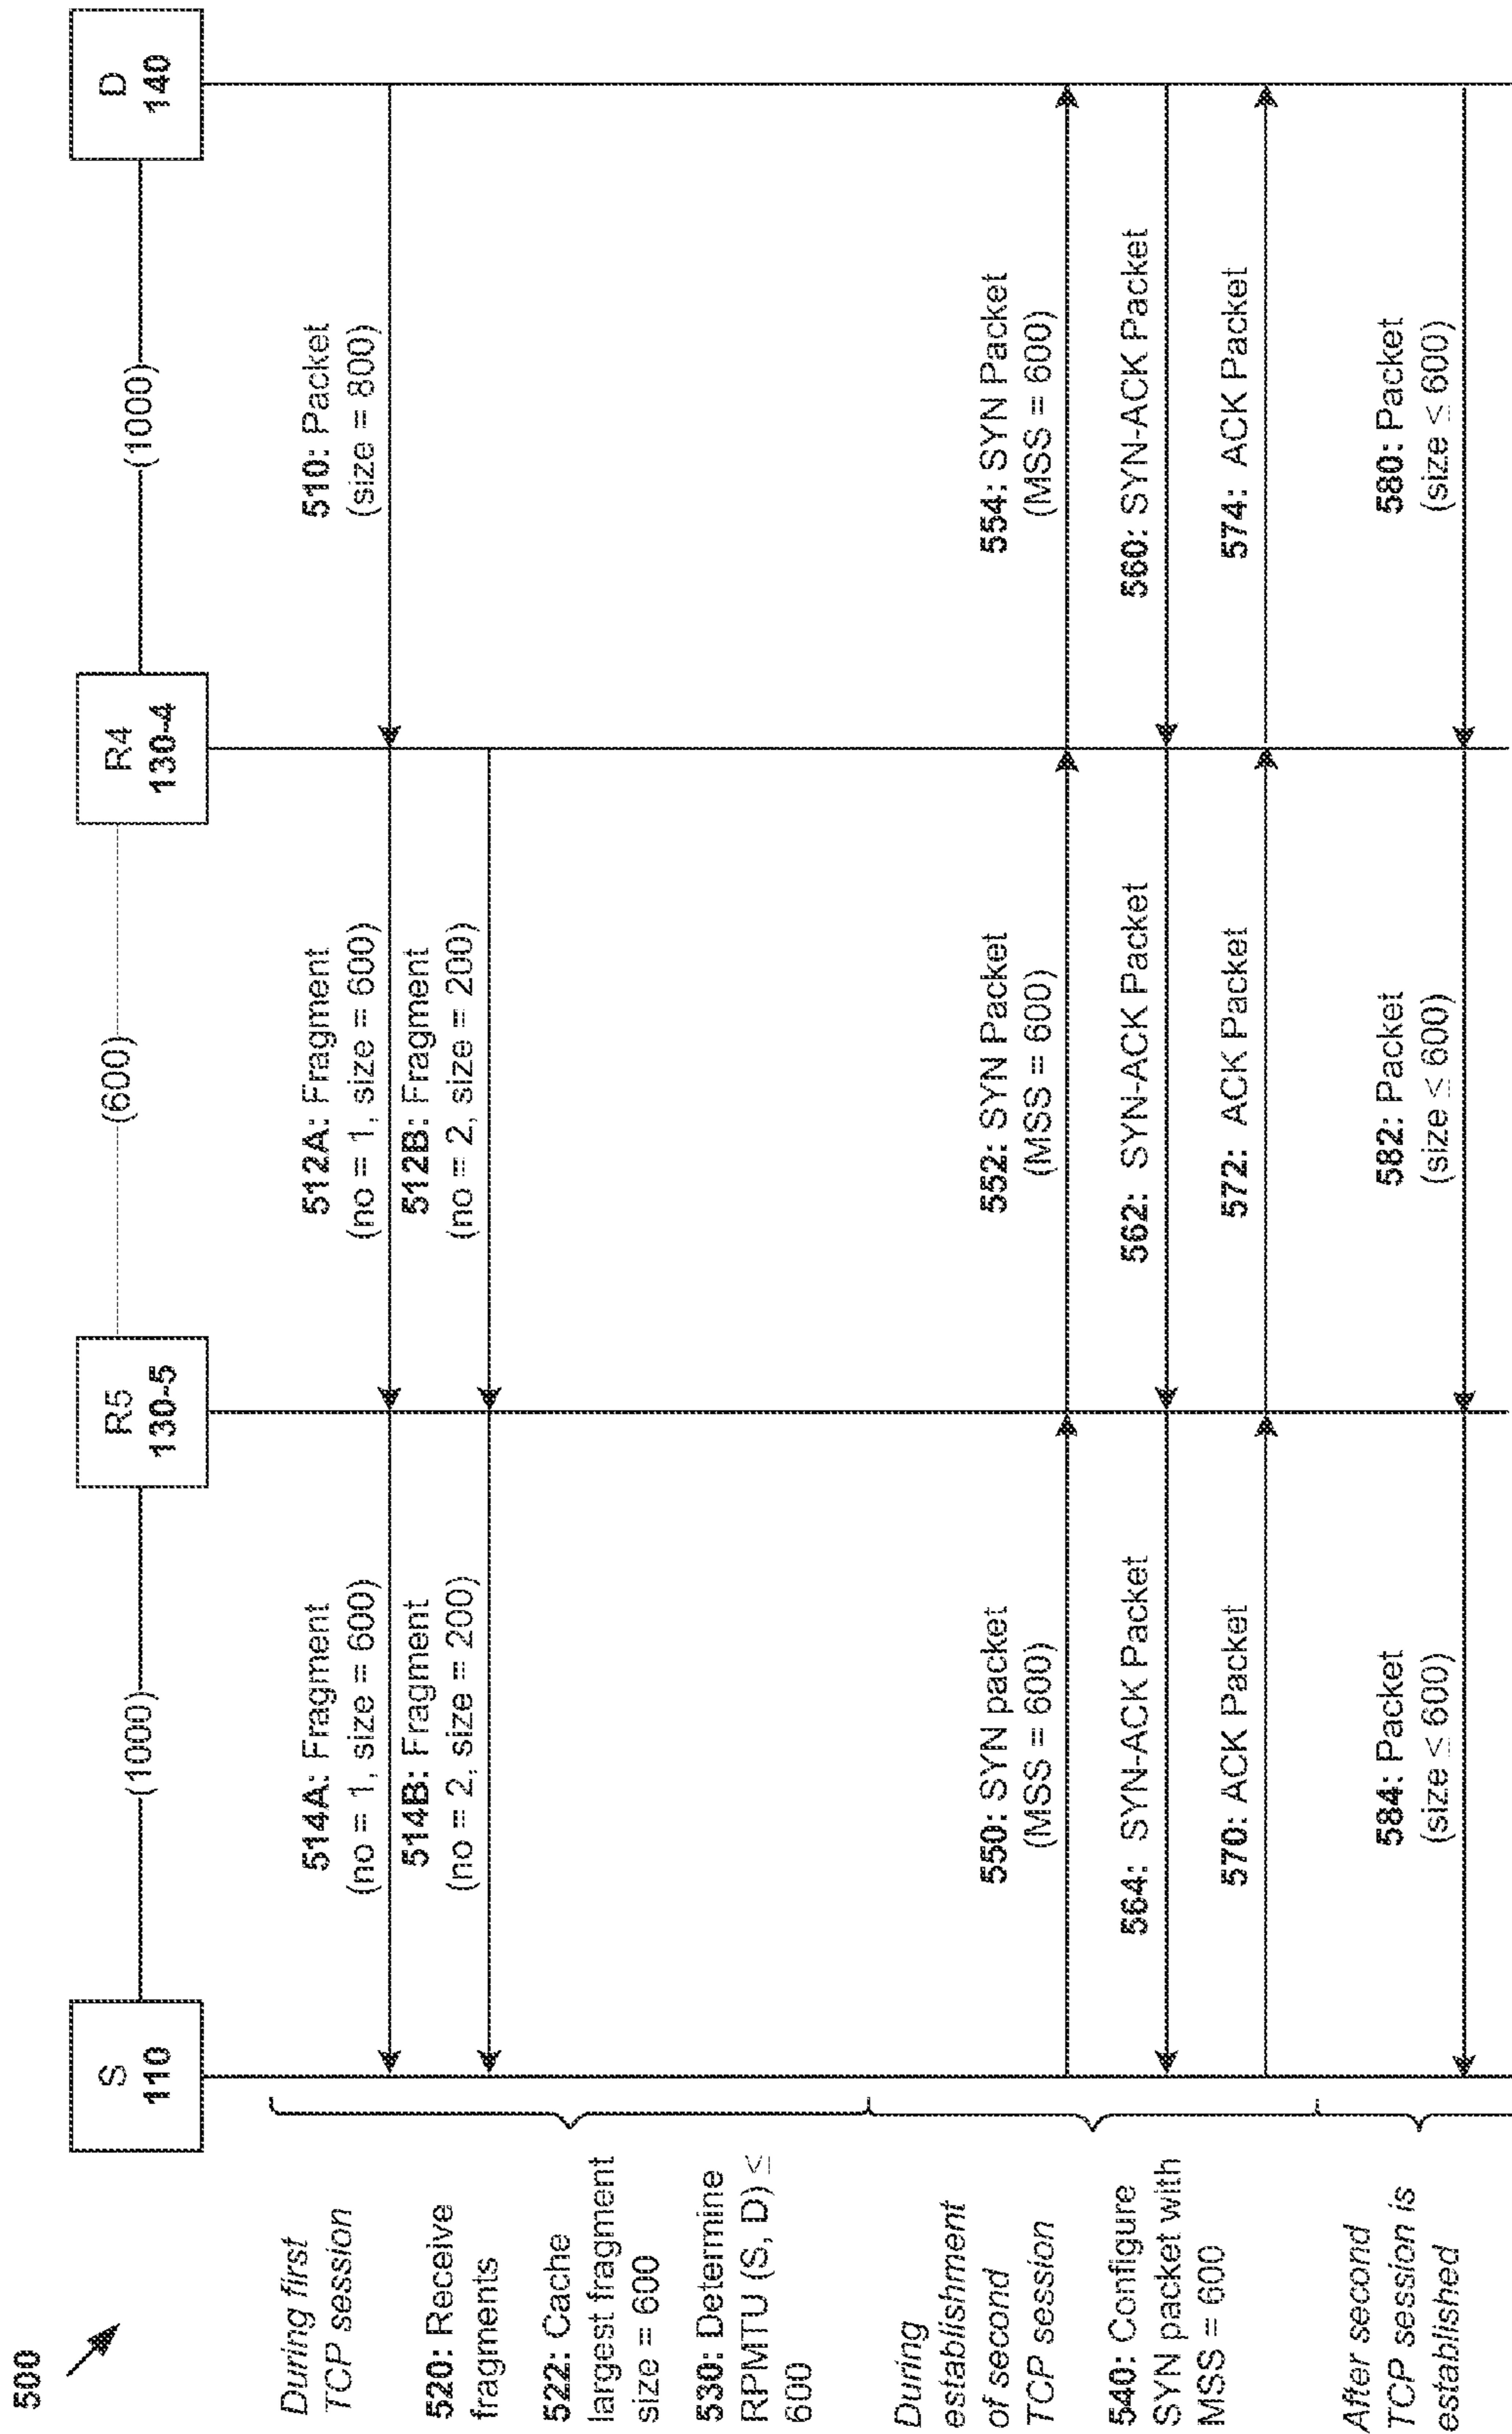 500
S
110
(1000)
R5
130-5
(600)
R4
130-4
(1000)
D
140
During first
TCP session
520: Receive
fragments
522: Cache
largest fragment
size = 600
530: Determine
RPMTU (S, D) ≤
600
514A: Fragment
(no = 1, size = 600)
514B: Fragment
(no = 2, size = 200)
512A: Fragment
(no = 1, size = 600)
512B: Fragment
(no = 2, size = 200)
510: Packet
(size = 800)
During
establishment
of second
TCP session
540: Configure
SYN packet with
MSS = 600
550: SYN packet
(MSS = 600)
552: SYN Packet
(MSS = 600)
554: SYN Packet
(MSS = 600)
564: SYN-ACK Packet
562: SYN-ACK Packet
560: SYN-ACK Packet
570: ACK Packet
572: ACK Packet
574: ACK Packet
After second
TCP session is
established
584: Packet
(size ≤ 600)
582: Packet
(size ≤ 600)
580: Packet
(size ≤ 600)